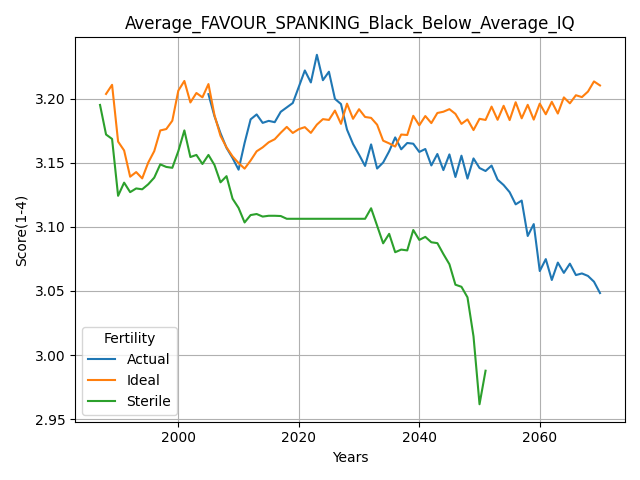 Average_FAVOUR_SPANKING_Black_Below_Average_IQ
Score(1-4)
3.20
3.15
3.10
3.05
3.00
2.95
Fertility
Actual
Ideal
Sterile
2000
2020
2040
2060
Years